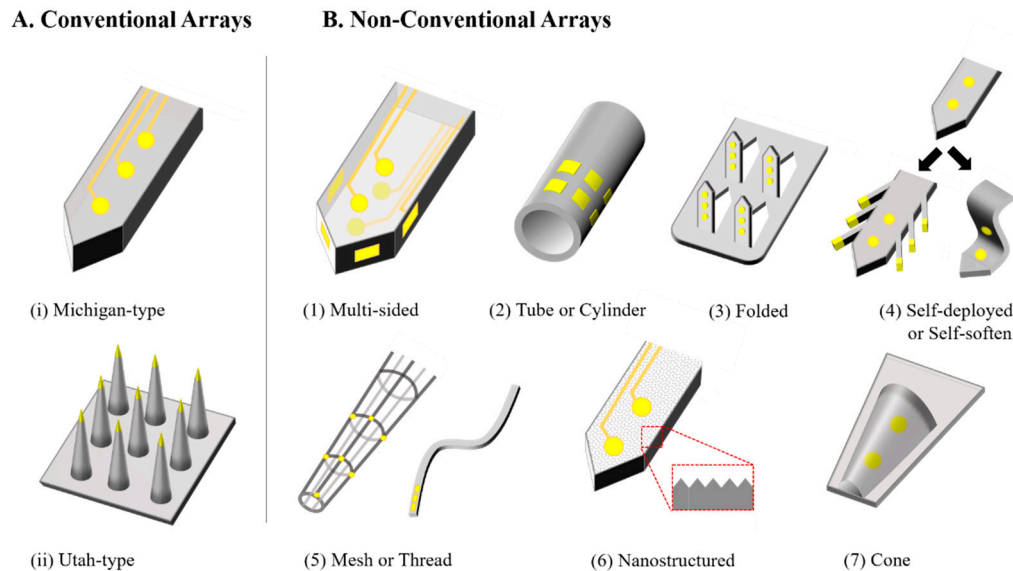 A. Conventional Arrays
B. Non-Conventional Arrays
(i) Michigan-type
(1) Multi-sided
(2) Tube or Cylinder
(3) Folded
(4) Self-deployed
or Self-soften
(ii) Utah-type
(5) Mesh or Thread
(6) Nanostructured
(7) Cone